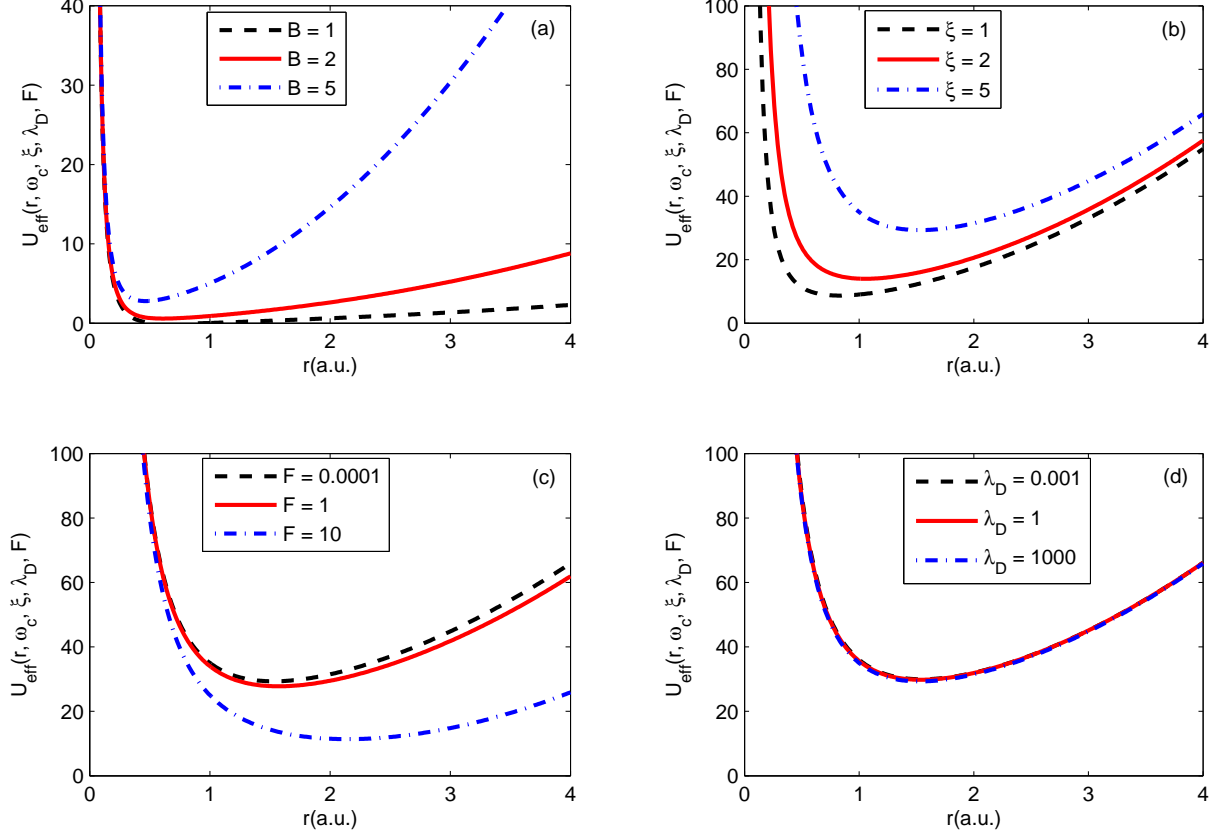 (a)
B = 1
B = 2
B = 5
40
30
20
10
0
0 1 2 3 4
r(a.u.)
U_eff(r, ω_c, ξ, λ_D, F)
(b)
ξ = 1
ξ = 2
ξ = 5
100
80
60
40
20
0
0 1 2 3 4
r(a.u.)
U_eff(r, ω_c, ξ, λ_D, F)
(c)
F = 0.0001
F = 1
F = 10
100
80
60
40
20
0
0 1 2 3 4
r(a.u.)
U_eff(r, ω_c, ξ, λ_D, F)
(d)
λ_D = 0.001
λ_D = 1
λ_D = 1000
100
80
60
40
20
0
0 1 2 3 4
r(a.u.)
U_eff(r, ω_c, ξ, λ_D, F)